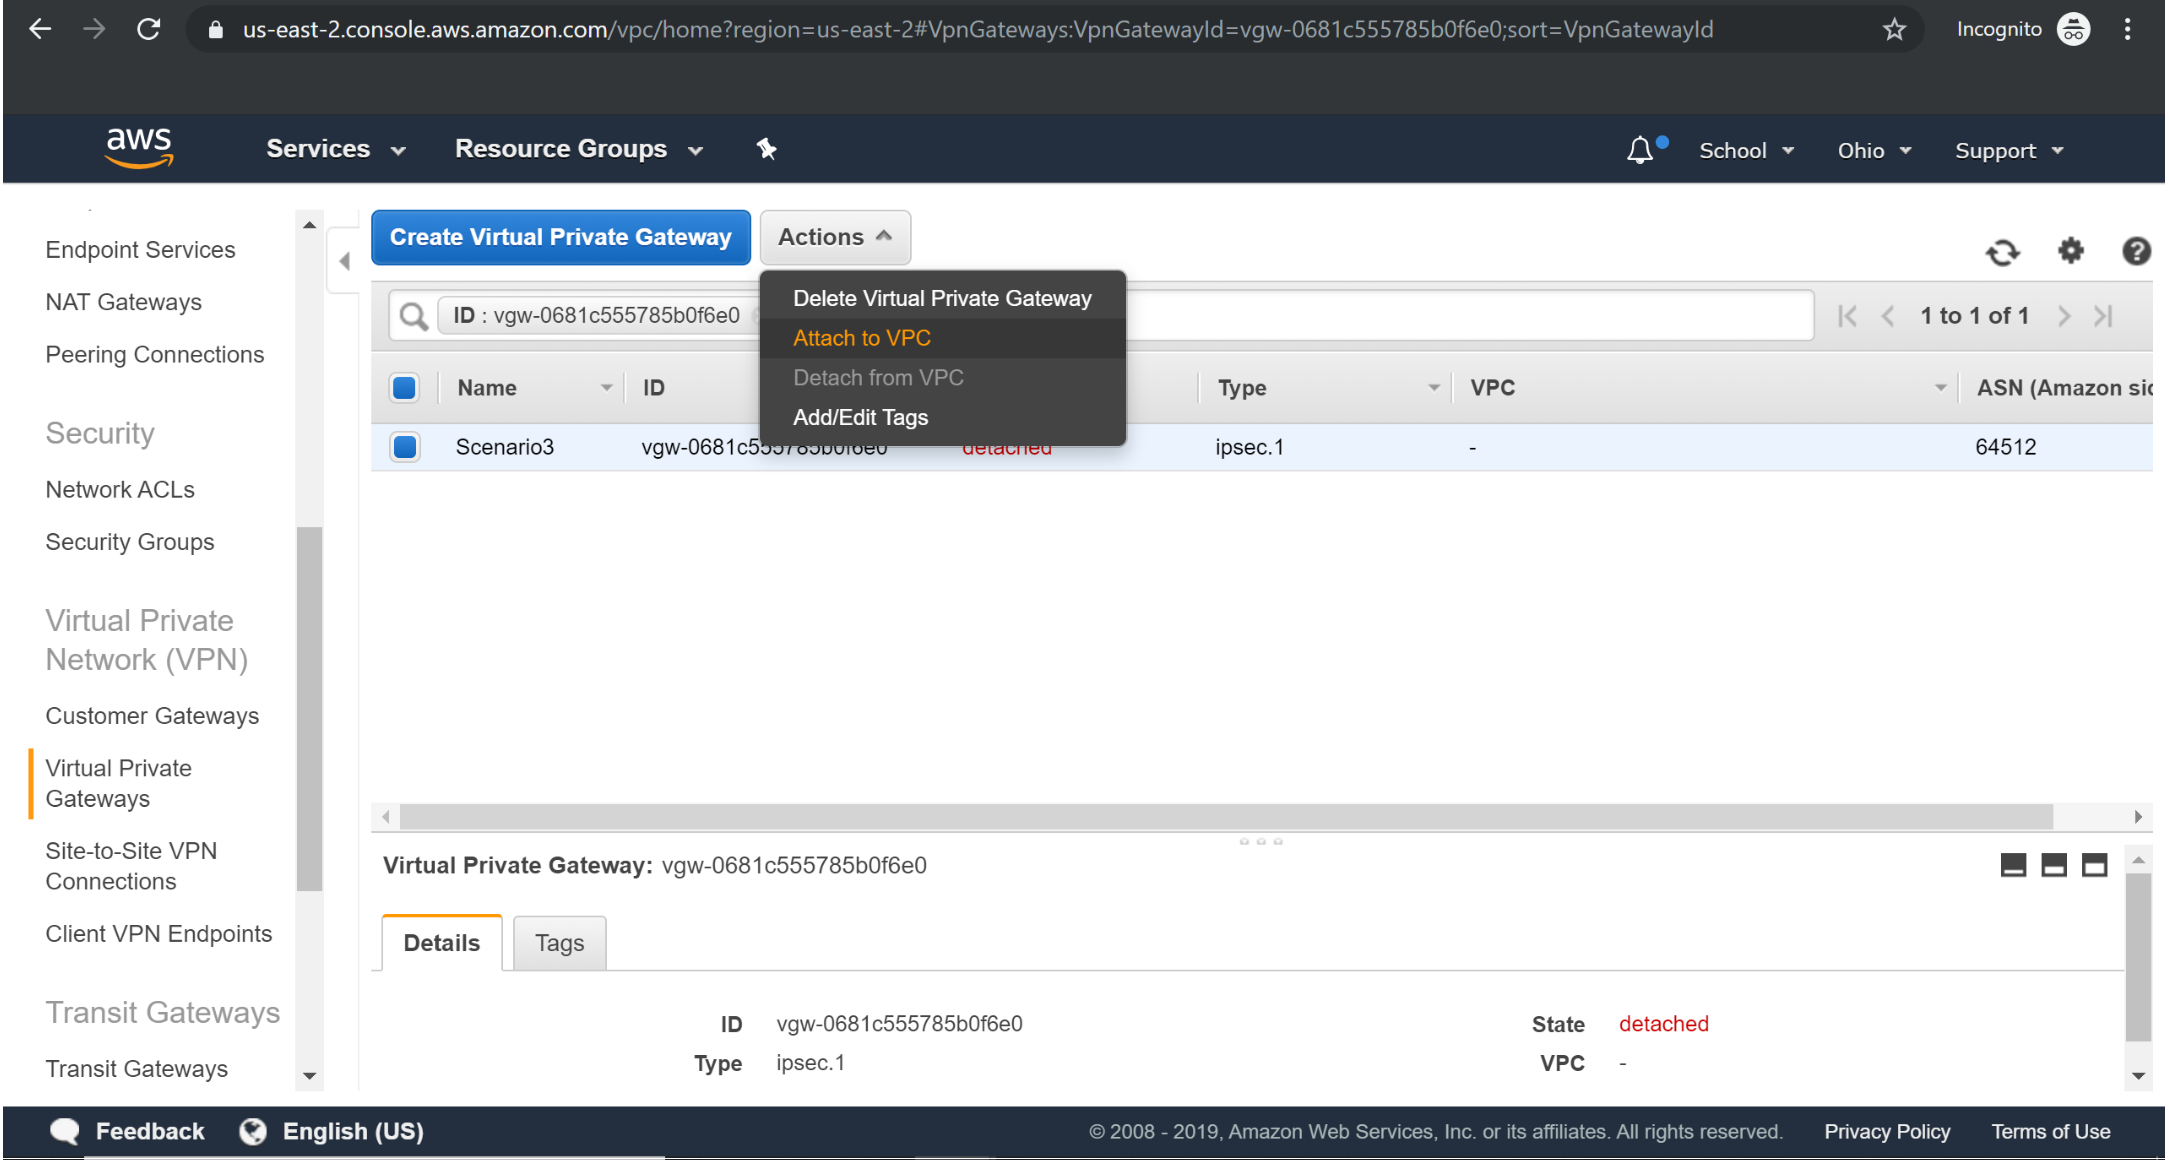 us-east-2.console.aws.amazon.com/vpc/home?region=us-east-2#VpnGateways:VpnGatewayId=vgw-0681c555785b0f6e0;sort=VpnGatewayId
Incognito
aws
Services
Resource Groups
School
Ohio
Support
Endpoint Services
NAT Gateways
Peering Connections
Security
Network ACLs
Security Groups
Virtual Private
Network (VPN)
Customer Gateways
Virtual Private
Gateways
Site-to-Site VPN
Connections
Client VPN Endpoints
Transit Gateways
Transit Gateways
Create Virtual Private Gateway
Actions
Delete Virtual Private Gateway
Attach to VPC
Detach from VPC
Add/Edit Tags
ID : vgw-0681c555785b0f6e0
1 to 1 of 1
Name ID Type VPC ASN (Amazon sid
Scenario3 vgw-0681c555785b0f6e0 detached ipsec.1 - 64512
Virtual Private Gateway: vgw-0681c555785b0f6e0
Details
Tags
ID vgw-0681c555785b0f6e0
State detached
Type ipsec.1
VPC -
Feedback
English (US)
© 2008 - 2019, Amazon Web Services, Inc. or its affiliates. All rights reserved.
Privacy Policy
Terms of Use